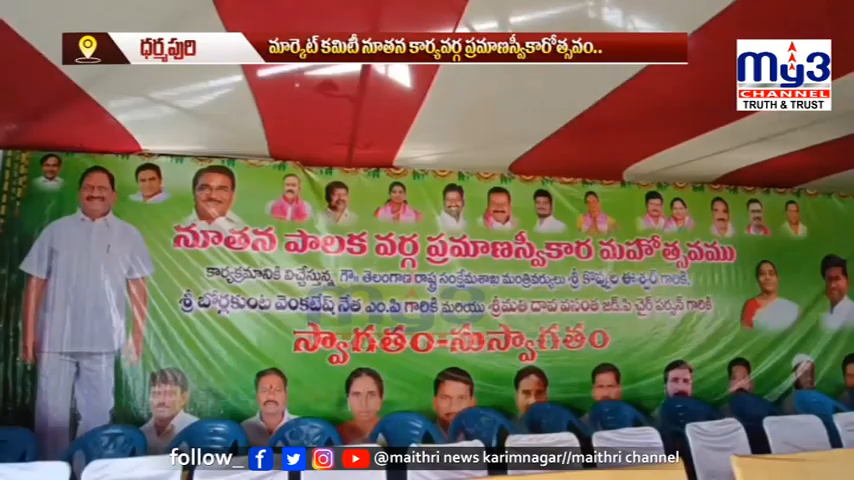 ధర్మపురి
మార్కెట్ కమిటీ నూతన కార్యవర్గ ప్రమాణస్వీకారోత్సవం..
my3
CHANNEL
TRUTH & TRUST
నూతన పాలక వర్గ ప్రమాణస్వీకార మహోత్సవము
కార్యక్రమానికి విచ్చేస్తున్న గౌ౹౹ తెలంగాణ రాష్ట్ర సంక్షేమశాఖ మంత్రివర్యులు శ్రీ కొప్పుల ఈశ్వర్ గారికి,
శ్రీ బోర్లకుంట వెంకటేష్ నేత ఎం.పి గారికి మరియు శ్రీమతి దావ వసంత జడ్.పి చైర్ పర్సన్ గారికి
my3
స్వాగతం-సుస్వాగతం
follow_ @maithri news karimnagar//maithri channel